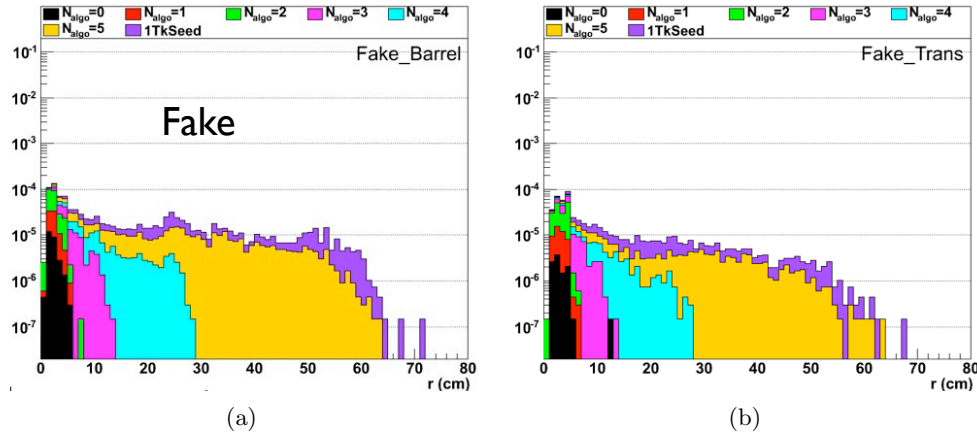 N_algo=0 N_algo=1 N_algo=2 N_algo=3 N_algo=4
N_algo=5 1TkSeed
Fake_Barrel
Fake
10^-1
10^-2
10^-3
10^-4
10^-5
10^-6
10^-7
0 10 20 30 40 50 60 70 80
r (cm)
(a)
N_algo=0 N_algo=1 N_algo=2 N_algo=3 N_algo=4
N_algo=5 1TkSeed
Fake_Trans
10^-1
10^-2
10^-3
10^-4
10^-5
10^-6
10^-7
0 10 20 30 40 50 60 70 80
r (cm)
(b)